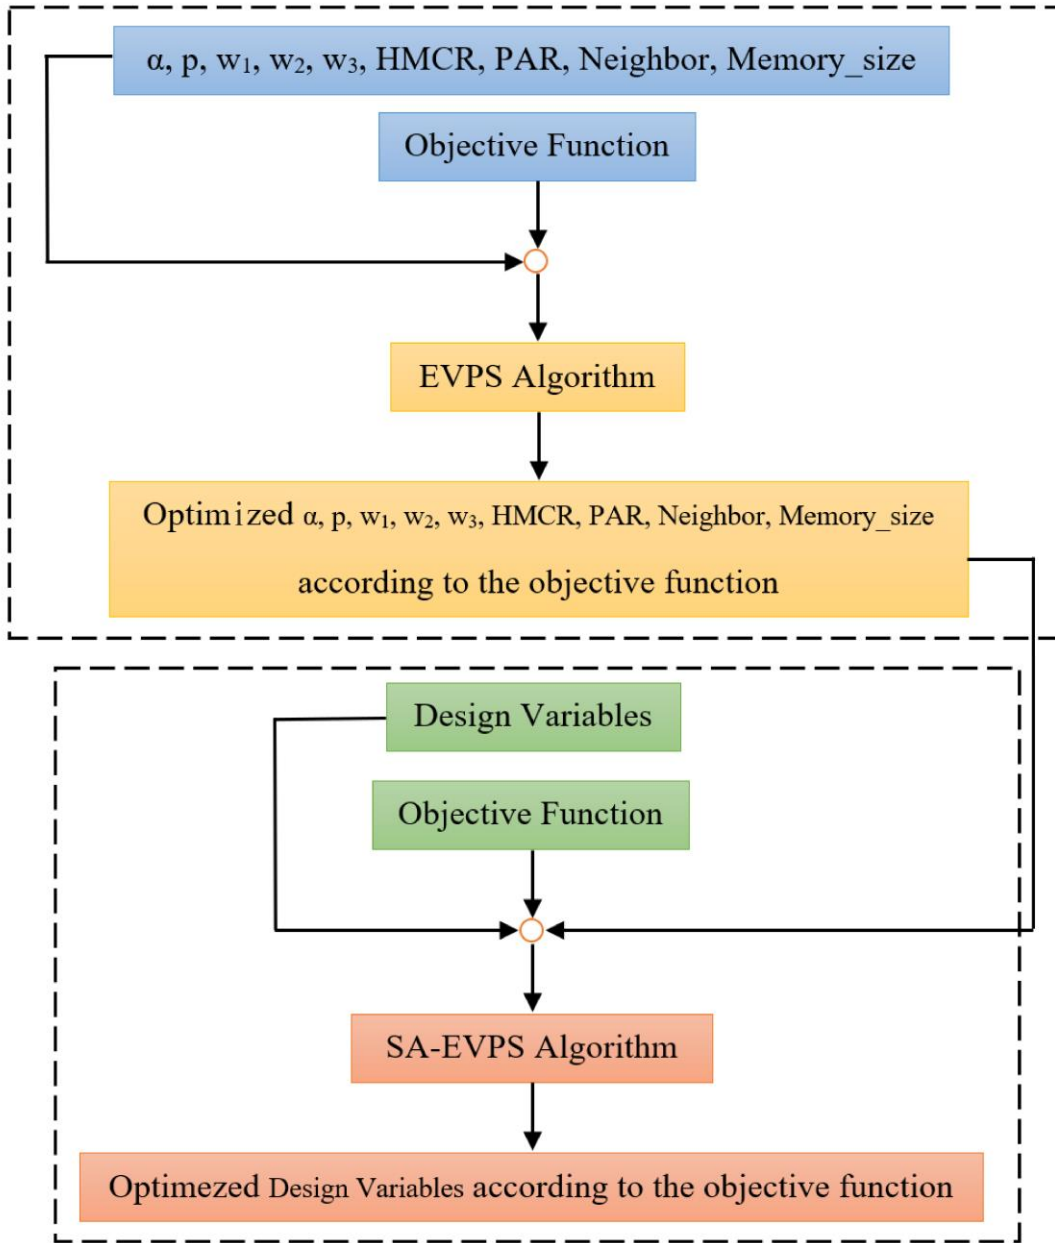 α, p, w₁, w₂, w₃, HMCR, PAR, Neighbor, Memory_size
Objective Function
EVPS Algorithm
Optimized α, p, w₁, w₂, w₃, HMCR, PAR, Neighbor, Memory_size
according to the objective function
Design Variables
Objective Function
SA-EVPS Algorithm
Optimezed Design Variables according to the objective function